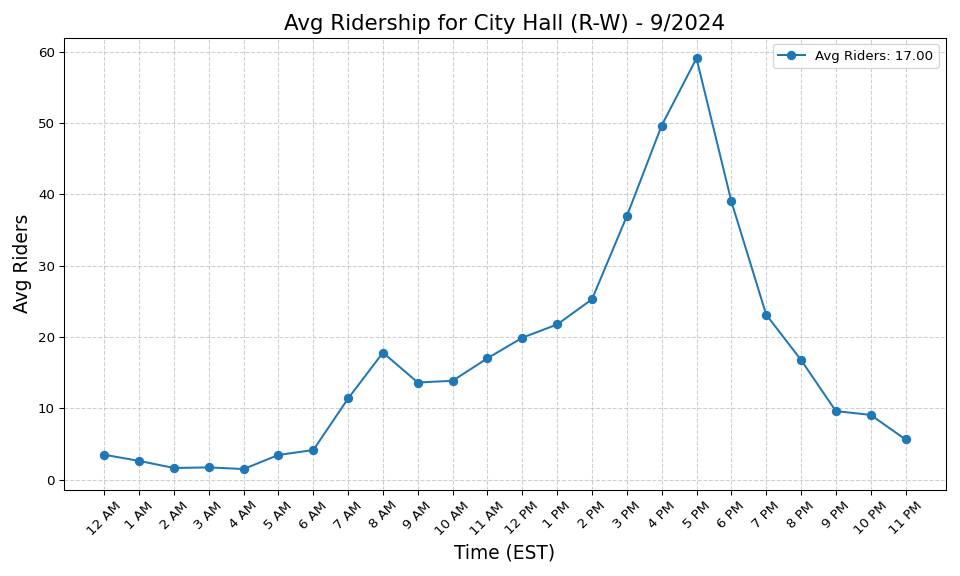 Avg Ridership for City Hall (R-W) - 9/2024
Avg Riders: 17.00
Avg Riders
60
50
40
30
20
10
0
12 AM
1 AM
2 AM
3 AM
4 AM
5 AM
6 AM
7 AM
8 AM
9 AM
10 AM
11 AM
12 PM
1 PM
2 PM
3 PM
4 PM
5 PM
6 PM
7 PM
8 PM
9 PM
10 PM
11 PM
Time (EST)